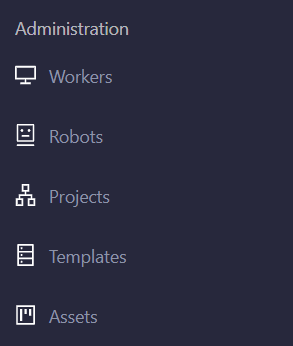 Administration
Workers
Robots
Projects
Templates
Assets